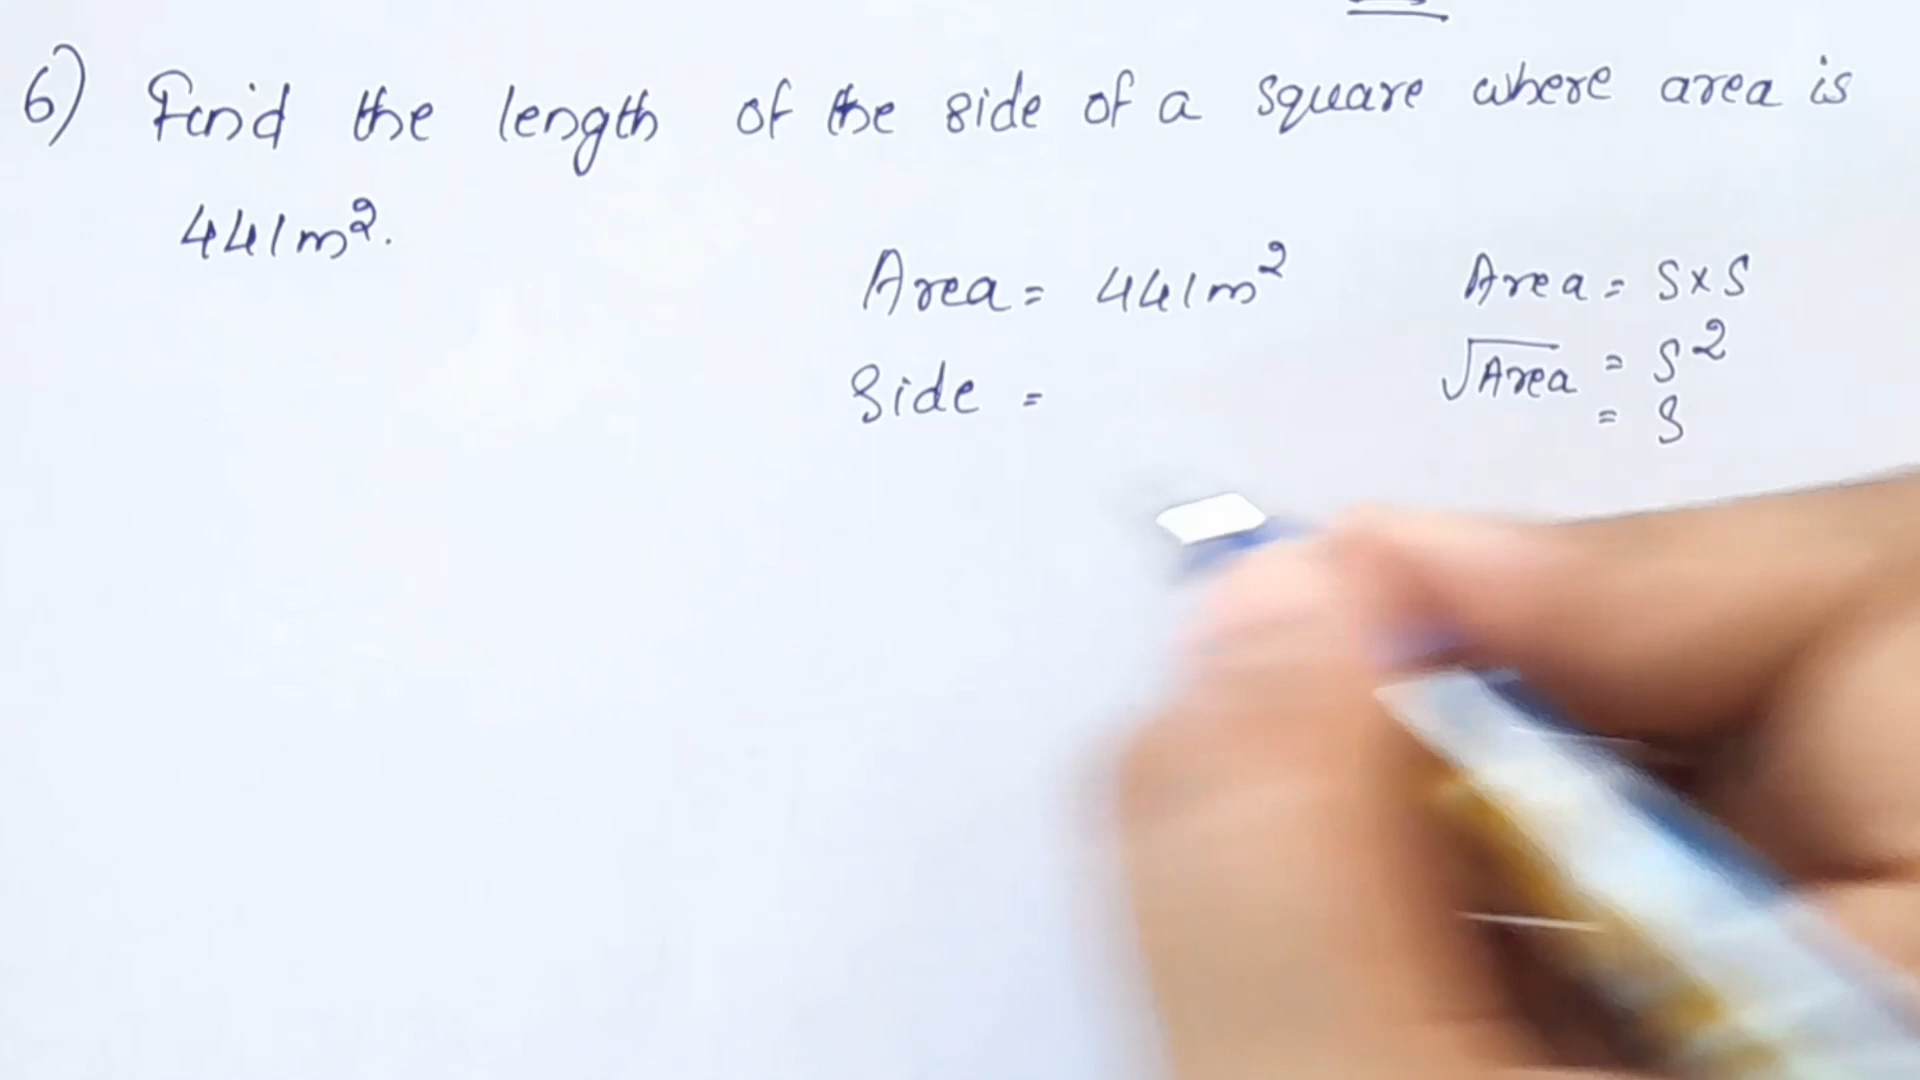 6) Find the length of the side of a square where area is
441m².
Area = 441m²
Side =
Area = S x S
√Area = S²
= S